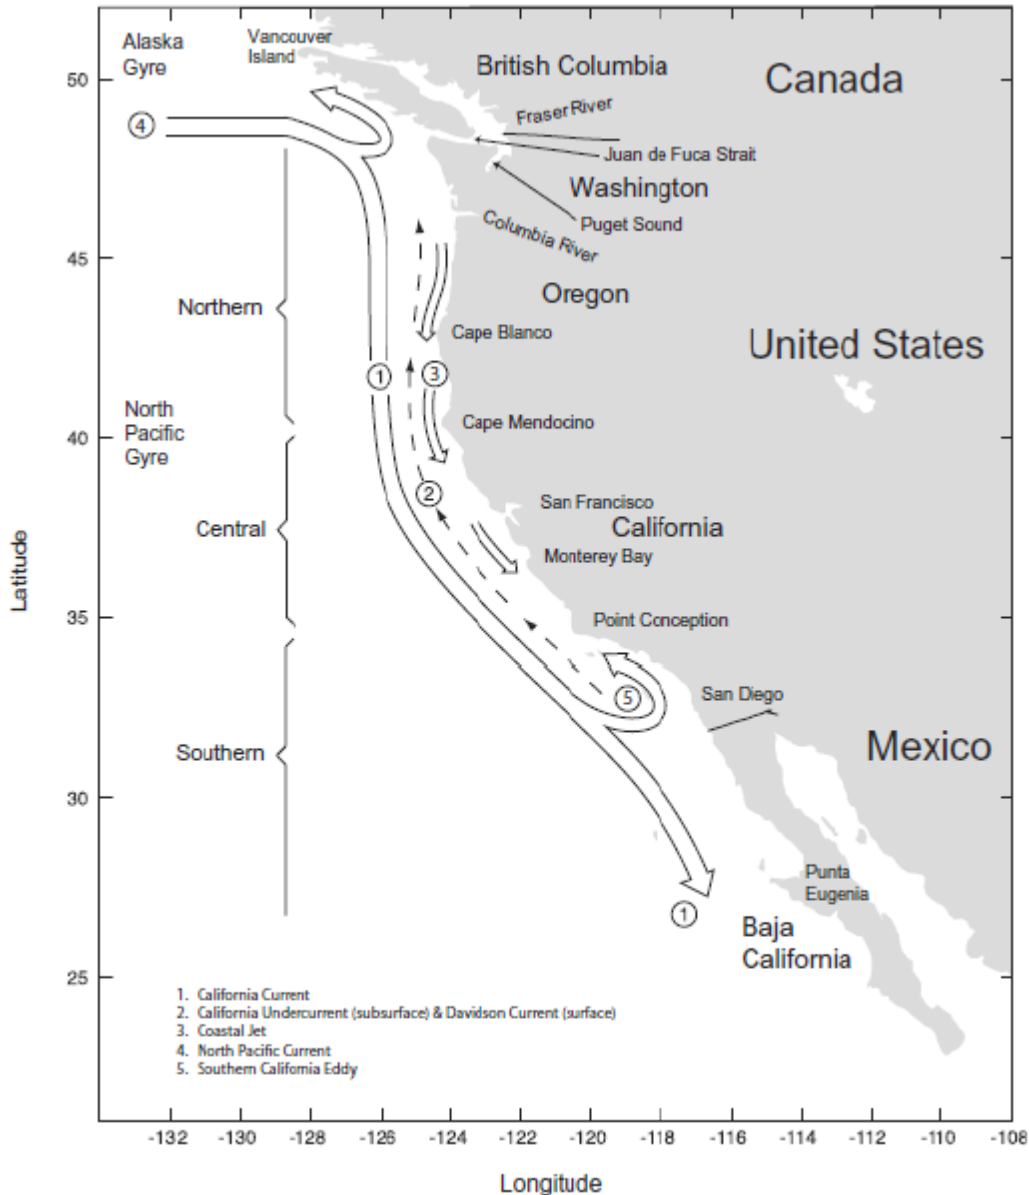 Alaska
Gyre
Vancouver
Island
British Columbia
Canada
Fraser River
Juan de Fuca Strait
Washington
Puget Sound
Columbia River
Oregon
Northern
Cape Blanco
United States
North
Pacific
Gyre
Cape Mendocino
San Francisco
California
Central
Monterey Bay
Point Conception
San Diego
Southern
Mexico
Punta
Eugenia
Baja
California
4
1
3
2
5
1
1. California Current
2. California Undercurrent (subsurface) & Davidson Current (surface)
3. Coastal Jet
4. North Pacific Current
5. Southern California Eddy
50
45
40
35
30
25
Latitude
-132 -130 -128 -126 -124 -122 -120 -118 -116 -114 -112 -110 -108
Longitude